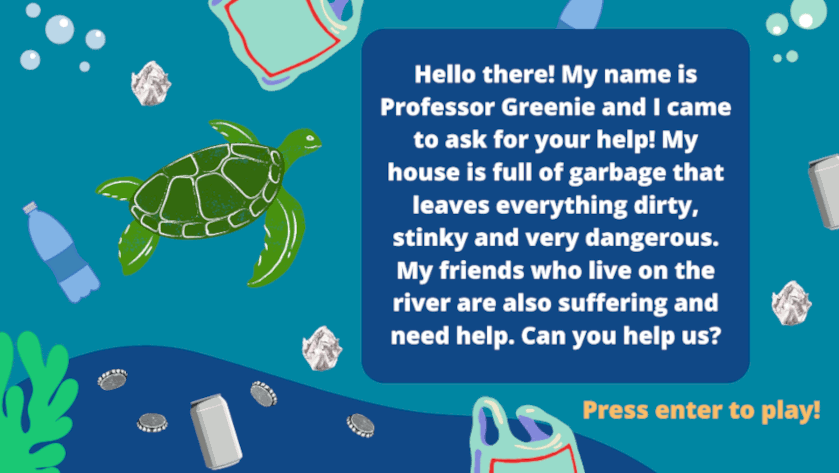 Hello there! My name is
Professor Greenie and I came
to ask for your help! My
house is full of garbage that
leaves everything dirty,
stinky and very dangerous.
My friends who live on the
river are also suffering and
need help. Can you help us?
Press enter to play!